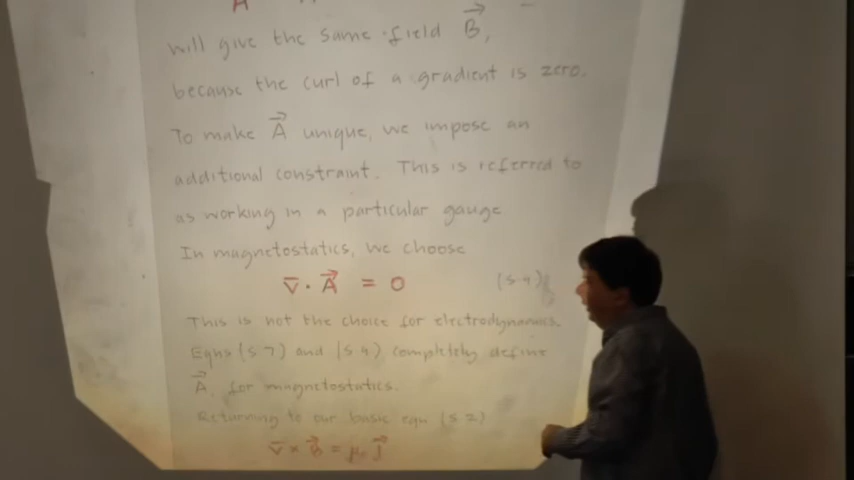 A
will give the same field B⃗,
because the curl of a gradient is zero.
To make A⃗ unique, we impose an
additional constraint. This is referred to
as working in a particular gauge
In magnetostatics, we choose
∇̄ · A⃗ = 0 (5-4)
This is not the choice for electrodynamics.
Eqns (5 7) and (5 4) completely define
A⃗, for magnetostatics.
Returning to our basic eqn (5 2)
∇̄ × B⃗ = μ₀ J⃗